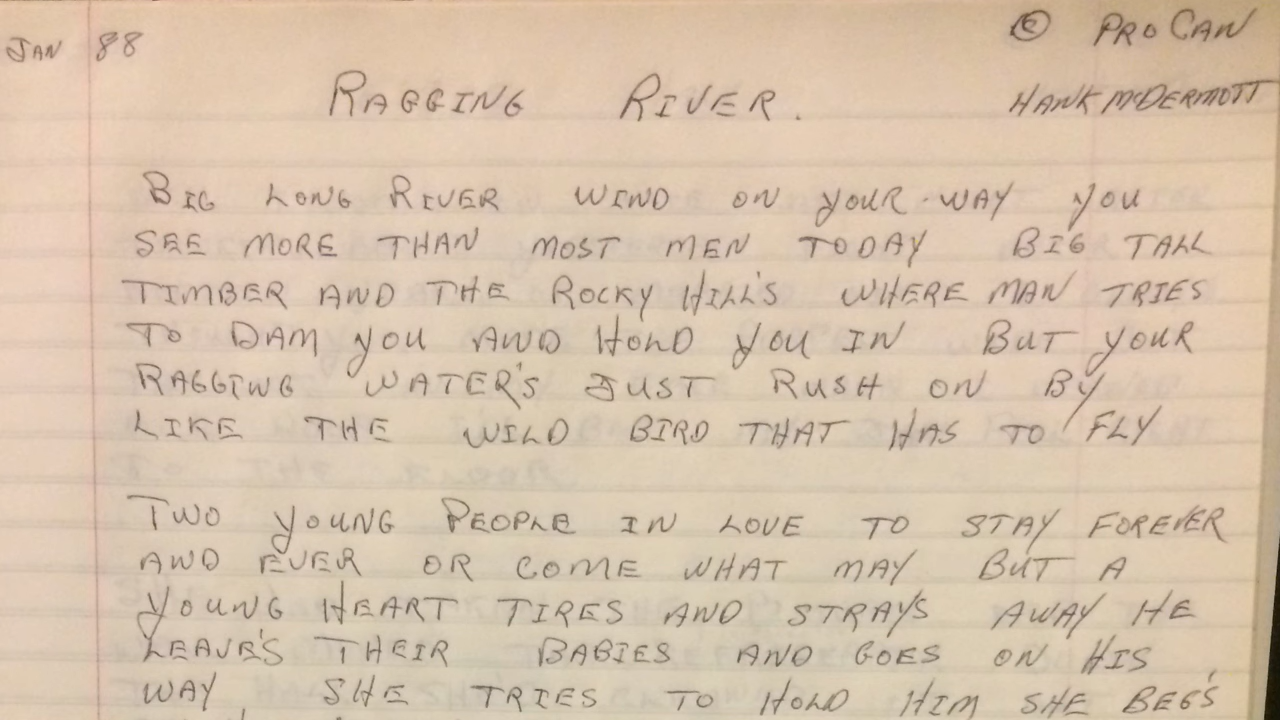 JAN 88
© PRO CAN
RAGGING RIVER.
HANK McDERMOTT
BIG LONG RIVER WIND ON YOUR WAY YOU
SEE MORE THAN MOST MEN TODAY BIG TALL
TIMBER AND THE ROCKY HILL'S WHERE MAN TRIES
TO DAM YOU AND HOLD YOU IN BUT YOUR
RAGGING WATER'S JUST RUSH ON BY
LIKE THE WILD BIRD THAT HAS TO FLY
TWO YOUNG PEOPLE IN LOVE TO STAY FOREVER
AND EVER OR COME WHAT MAY BUT A
YOUNG HEART TIRES AND STRAYS AWAY HE
LEAVE'S THEIR BABIES AND GOES ON HIS
WAY SHE TRIES TO HOLD HIM SHE BEG'S